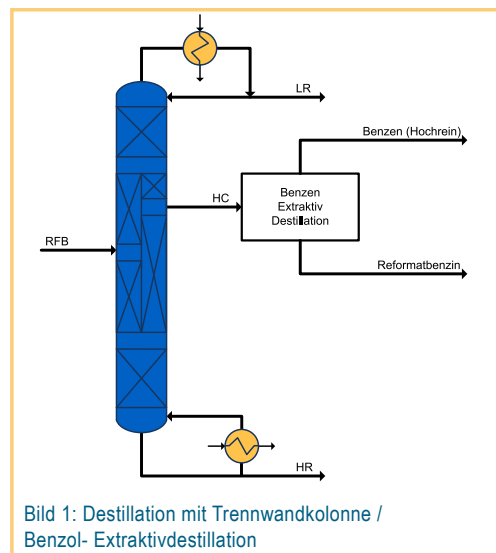 LR
Benzen (Hochrein)
HC
Benzen
Extraktiv
Destillation
RFB
Reformatbenzin
HR
Bild 1: Destillation mit Trennwandkolonne /
Benzol- Extraktivdestillation